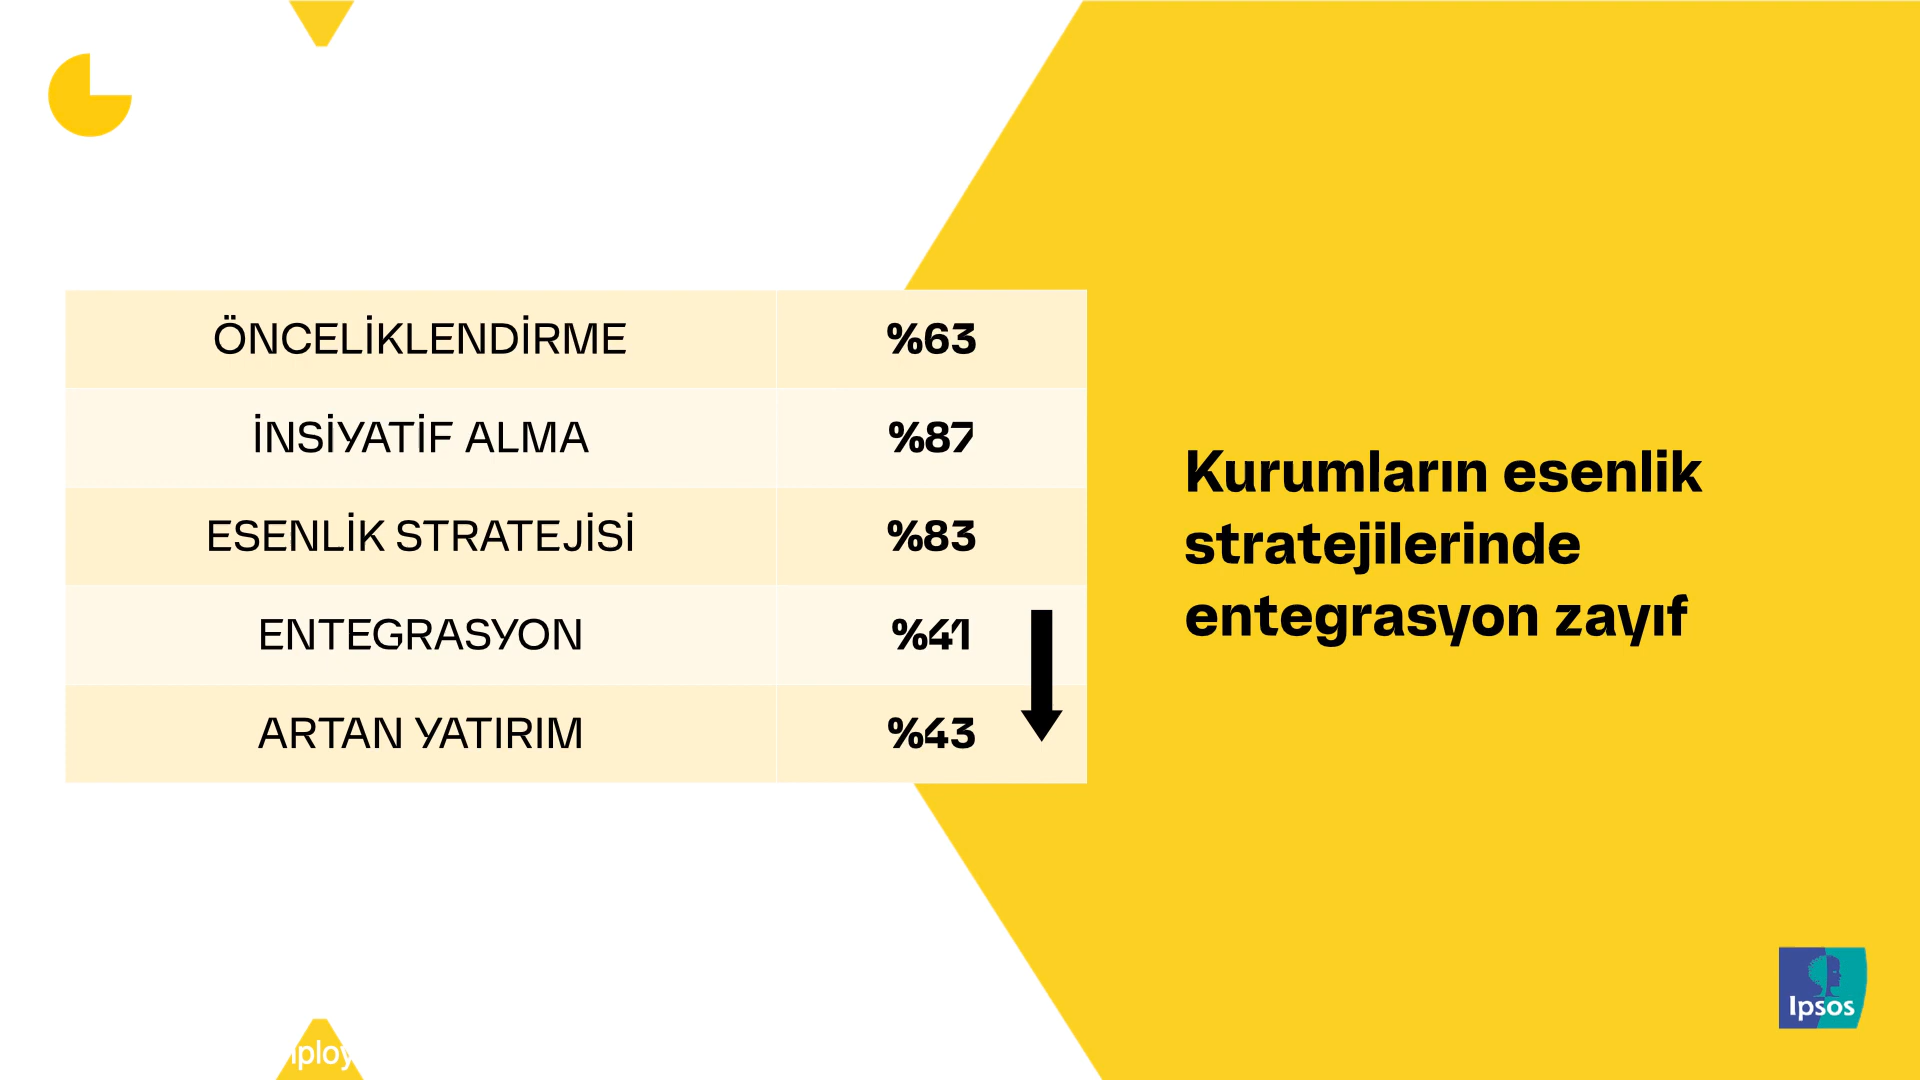 ÖNCELİKLENDİRME %63
İNSİYATİF ALMA %87
ESENLİK STRATEJİSİ %83
ENTEGRASYON %41
ARTAN YATIRIM %43
Kurumların esenlik
stratejilerinde
entegrasyon zayıf
Ipsos